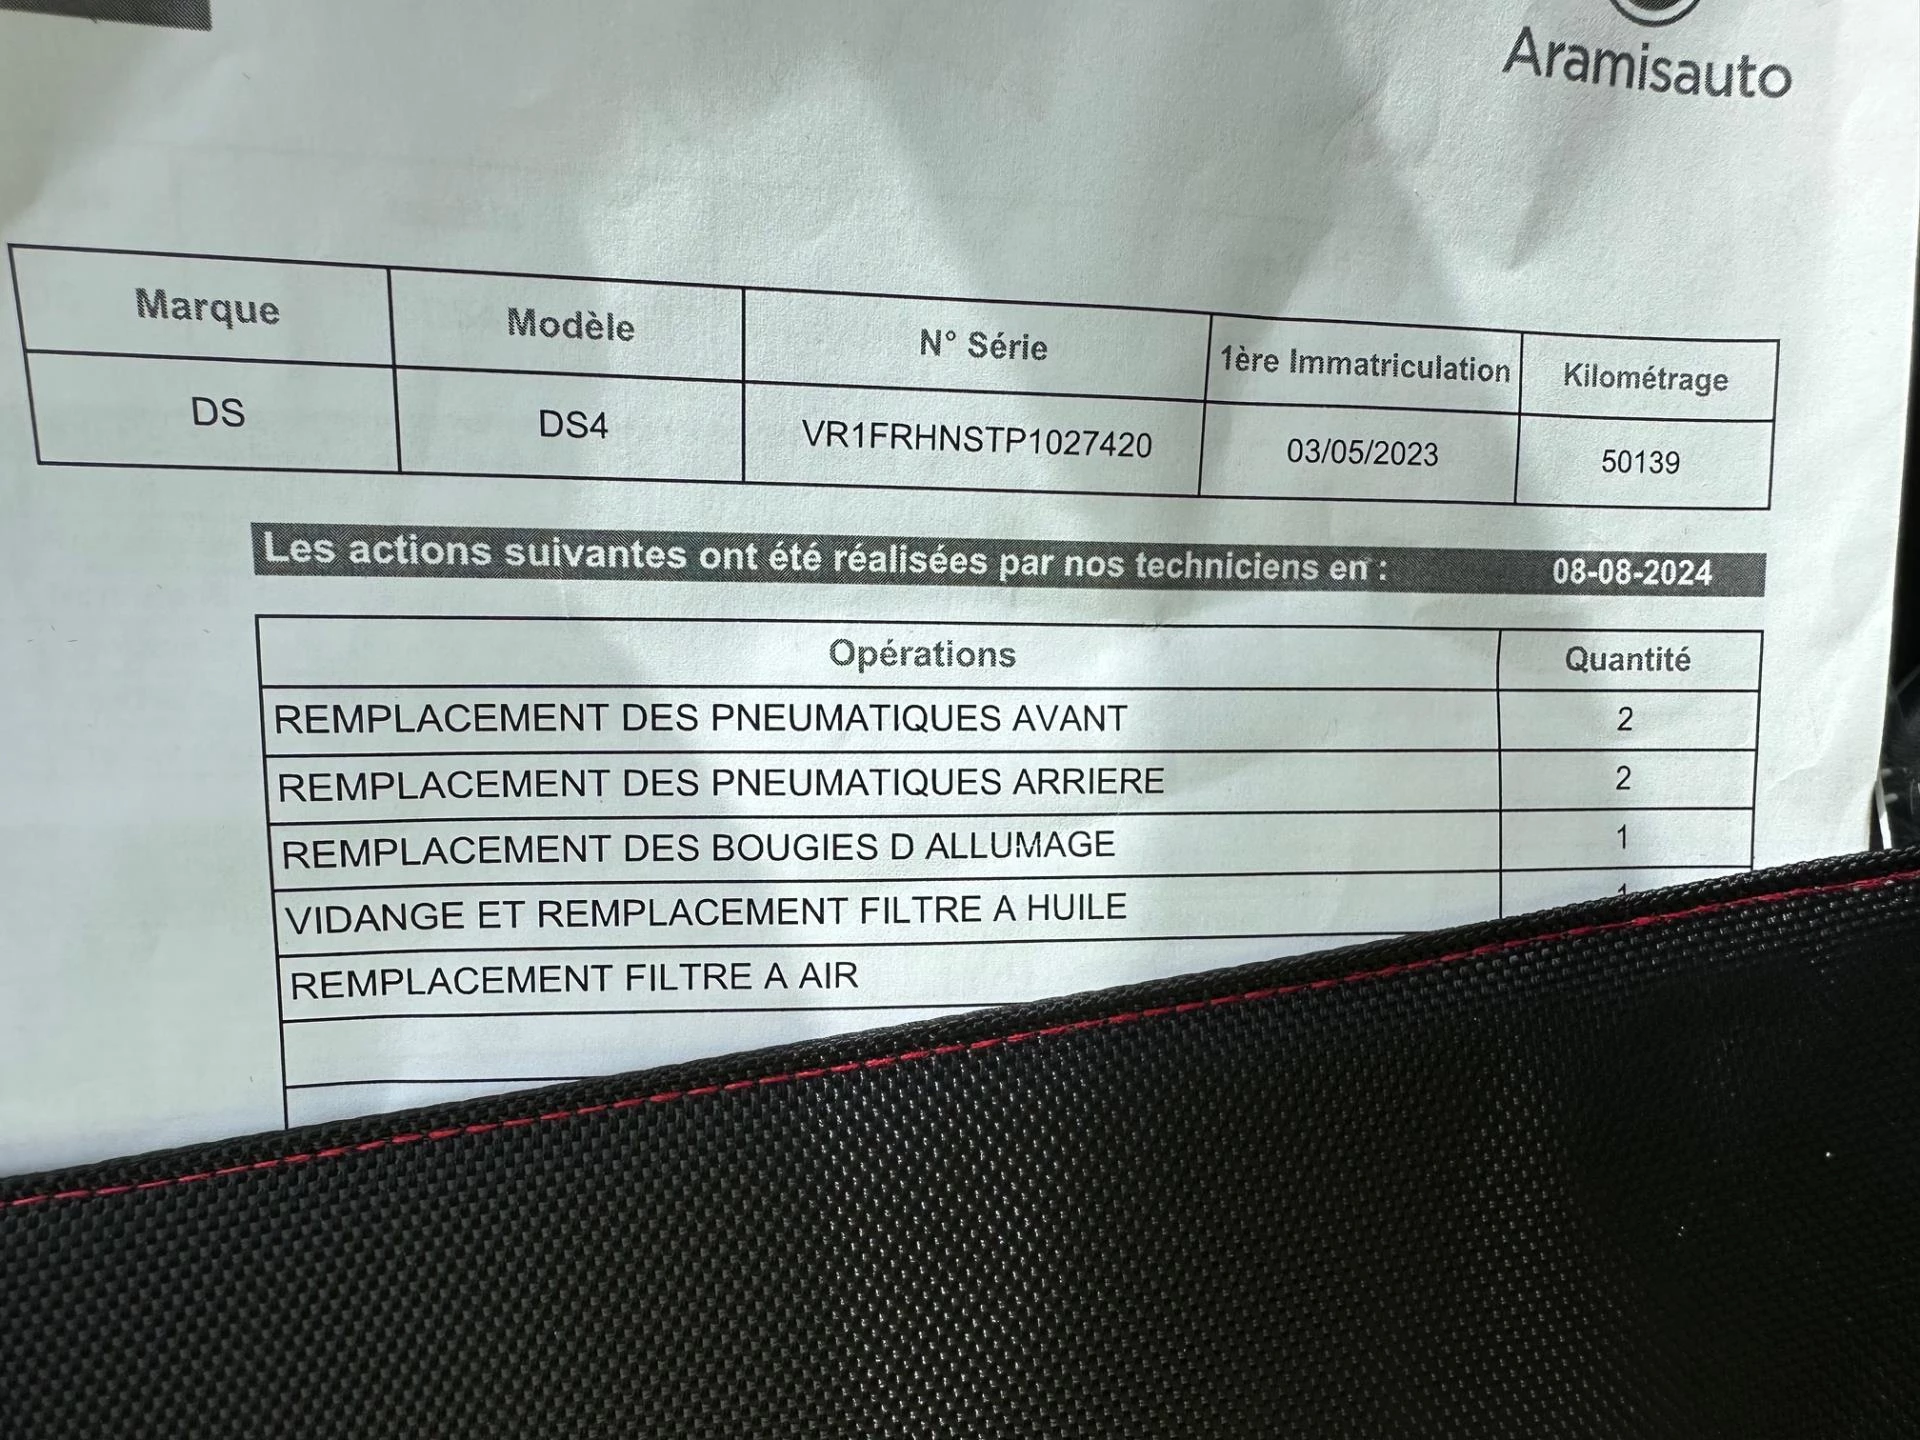 Aramisauto
Marque Modèle N° Série 1ère Immatriculation Kilométrage
DS DS4 VR1FRHNSTP1027420 03/05/2023 50139
Les actions suivantes ont été réalisées par nos techniciens en : 08-08-2024
Opérations Quantité
REMPLACEMENT DES PNEUMATIQUES AVANT 2
REMPLACEMENT DES PNEUMATIQUES ARRIERE 2
REMPLACEMENT DES BOUGIES D ALLUMAGE 1
VIDANGE ET REMPLACEMENT FILTRE A HUILE
REMPLACEMENT FILTRE A AIR